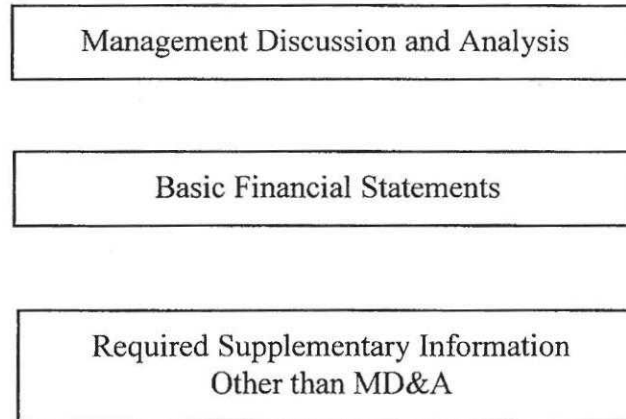 Management Discussion and Analysis
Basic Financial Statements
Required Supplementary Information
Other than MD&A